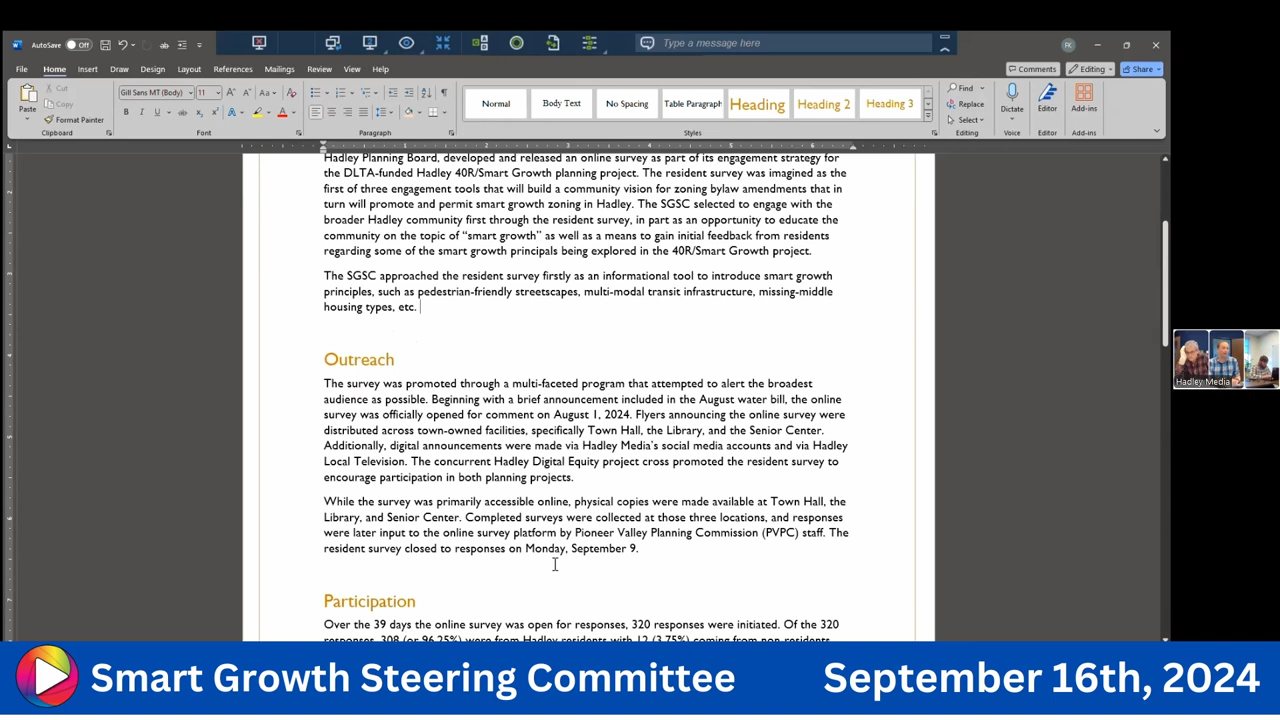 AutoSave Off
Type a message here
FK
File Home Insert Draw Design Layout References Mailings Review View Help
Comments Editing Share
Paste
Cut
Copy
Format Painter
Gill Sans MT (Body) 11
Normal Body Text No Spacing Table Paragraph Heading Heading 2 Heading 3
Find
Replace
Select
Dictate Editor Add-ins
Clipboard Font Paragraph Styles Editing Voice Editor Add-ins
Hadley Planning Board, developed and released an online survey as part of its engagement strategy for
the DLTA-funded Hadley 40R/Smart Growth planning project. The resident survey was imagined as the
first of three engagement tools that will build a community vision for zoning bylaw amendments that in
turn will promote and permit smart growth zoning in Hadley. The SGSC selected to engage with the
broader Hadley community first through the resident survey, in part as an opportunity to educate the
community on the topic of “smart growth” as well as a means to gain initial feedback from residents
regarding some of the smart growth principals being explored in the 40R/Smart Growth project.
The SGSC approached the resident survey firstly as an informational tool to introduce smart growth
principles, such as pedestrian-friendly streetscapes, multi-modal transit infrastructure, missing-middle
housing types, etc.
Outreach
The survey was promoted through a multi-faceted program that attempted to alert the broadest
audience as possible. Beginning with a brief announcement included in the August water bill, the online
survey was officially opened for comment on August 1, 2024. Flyers announcing the online survey were
distributed across town-owned facilities, specifically Town Hall, the Library, and the Senior Center.
Additionally, digital announcements were made via Hadley Media’s social media accounts and via Hadley
Local Television. The concurrent Hadley Digital Equity project cross promoted the resident survey to
encourage participation in both planning projects.
While the survey was primarily accessible online, physical copies were made available at Town Hall, the
Library, and Senior Center. Completed surveys were collected at those three locations, and responses
were later input to the online survey platform by Pioneer Valley Planning Commission (PVPC) staff. The
resident survey closed to responses on Monday, September 9.
Participation
Over the 39 days the online survey was open for responses, 320 responses were initiated. Of the 320
responses, 308 (or 96.25%) were from Hadley residents with 12 (3.75%) coming from non-residents
Hadley Media
Smart Growth Steering Committee September 16th, 2024